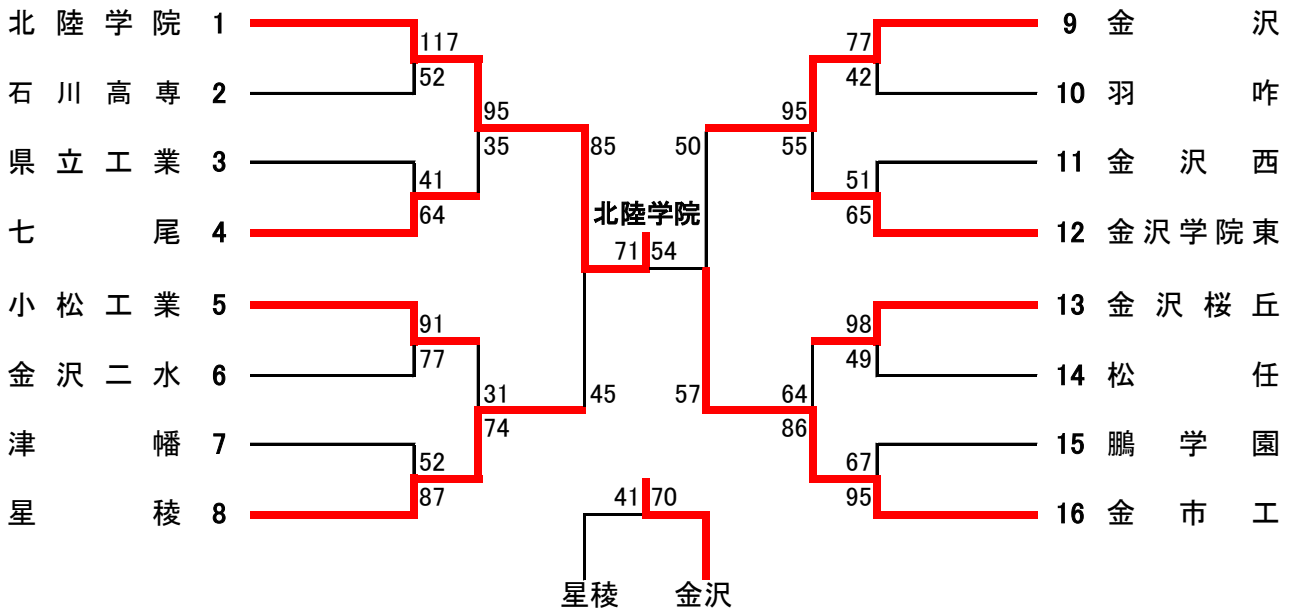 北陸学院 1 117 77 9 金沢
石川高専 2 52 42 10 羽咋
95 95
県立工業 3 35 85 50 55 11 金沢西
41 51
七尾 4 64 北陸学院 65 12 金沢学院東
71 54
小松工業 5 91 98 13 金沢桜丘
金沢二水 6 77 49 14 松任
31 45 57 64
津幡 7 74 86 15 鵬学園
52 67
星稜 8 87 41 70 95 16 金市工
星稜 金沢